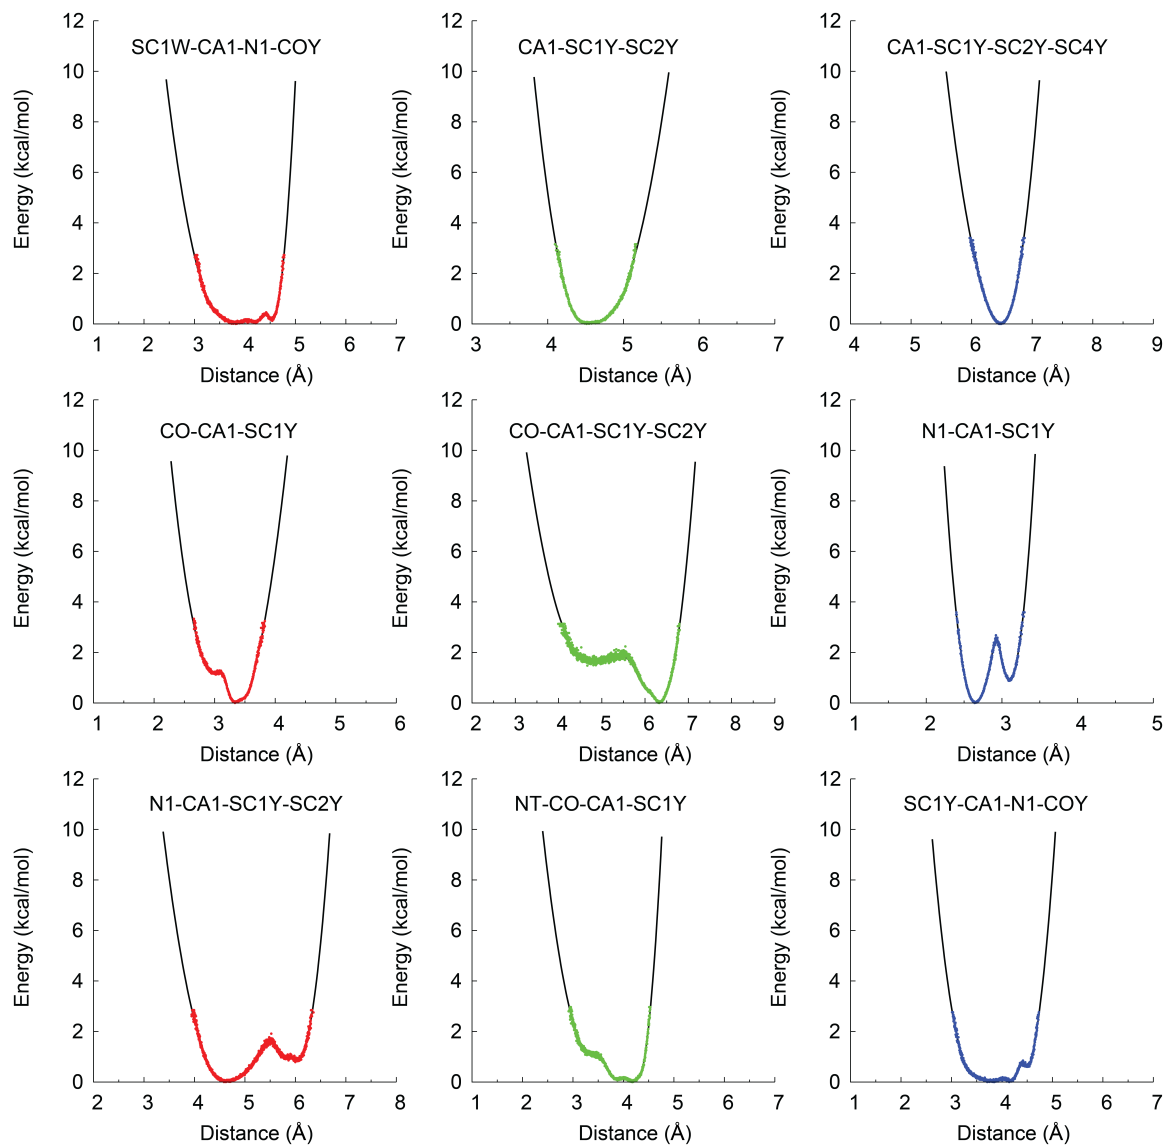 12
10
8
6
4
2
0
Energy (kcal/mol)
SC1W-CA1-N1-COY
1 2 3 4 5 6 7
Distance (Å)
12
10
8
6
4
2
0
Energy (kcal/mol)
CA1-SC1Y-SC2Y
3 4 5 6 7
Distance (Å)
12
10
8
6
4
2
0
Energy (kcal/mol)
CA1-SC1Y-SC2Y-SC4Y
4 5 6 7 8 9
Distance (Å)
12
10
8
6
4
2
0
Energy (kcal/mol)
CO-CA1-SC1Y
1 2 3 4 5 6
Distance (Å)
12
10
8
6
4
2
0
Energy (kcal/mol)
CO-CA1-SC1Y-SC2Y
2 3 4 5 6 7 8 9
Distance (Å)
12
10
8
6
4
2
0
Energy (kcal/mol)
N1-CA1-SC1Y
1 2 3 4 5
Distance (Å)
12
10
8
6
4
2
0
Energy (kcal/mol)
N1-CA1-SC1Y-SC2Y
2 3 4 5 6 7 8
Distance (Å)
12
10
8
6
4
2
0
Energy (kcal/mol)
NT-CO-CA1-SC1Y
1 2 3 4 5 6 7
Distance (Å)
12
10
8
6
4
2
0
Energy (kcal/mol)
SC1Y-CA1-N1-COY
1 2 3 4 5 6 7
Distance (Å)